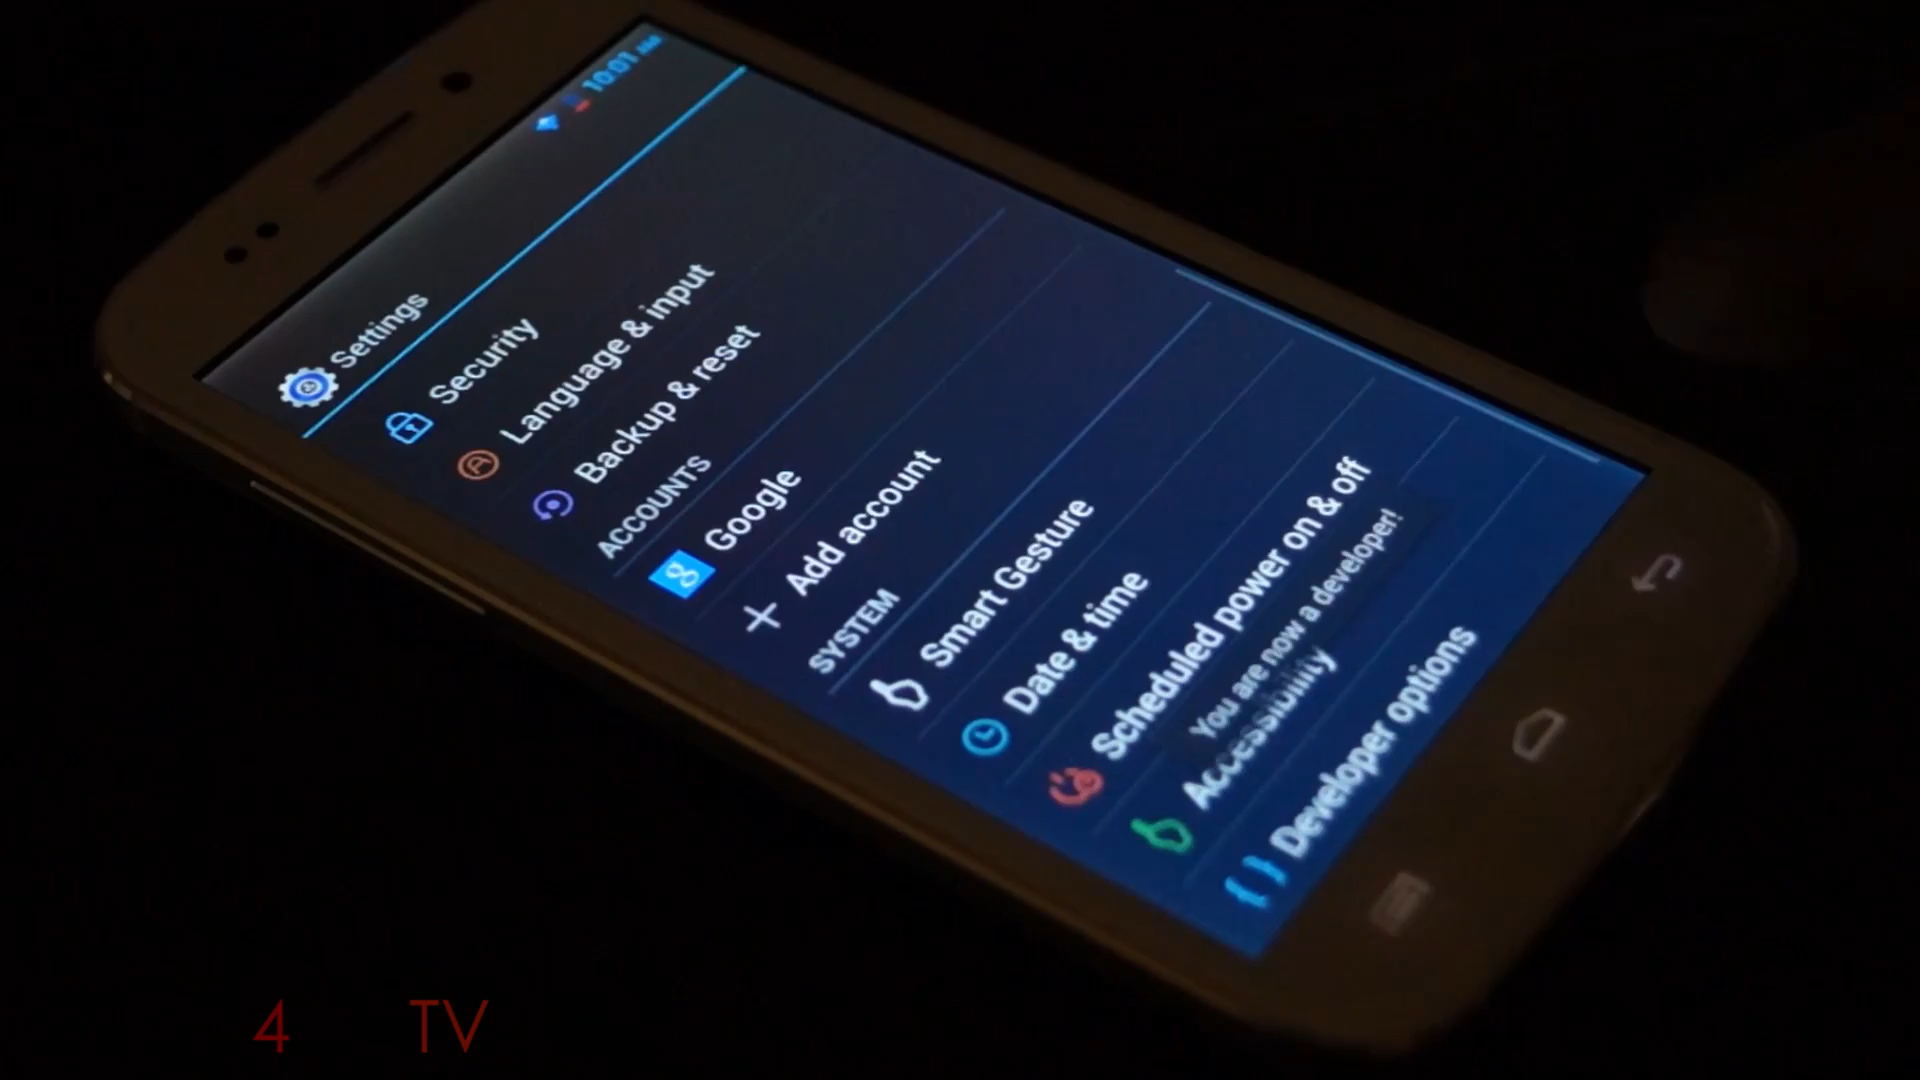 10:01 AM
Settings
Security
Language & input
Backup & reset
ACCOUNTS
Google
Add account
SYSTEM
Smart Gesture
Date & time
Scheduled power on & off
You are now a developer!
Accessibility
Developer options
4 TV